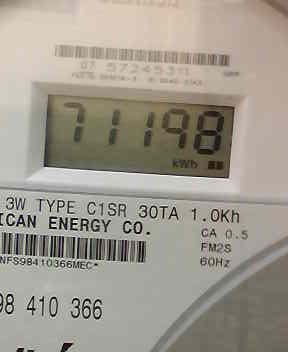 07 57245311
71198
kWh
3W TYPE C1SR 30TA 1.0Kh
ICAN ENERGY CO.
CA 0.5
FM2S
60Hz
NFS98410366MEC*
98 410 366